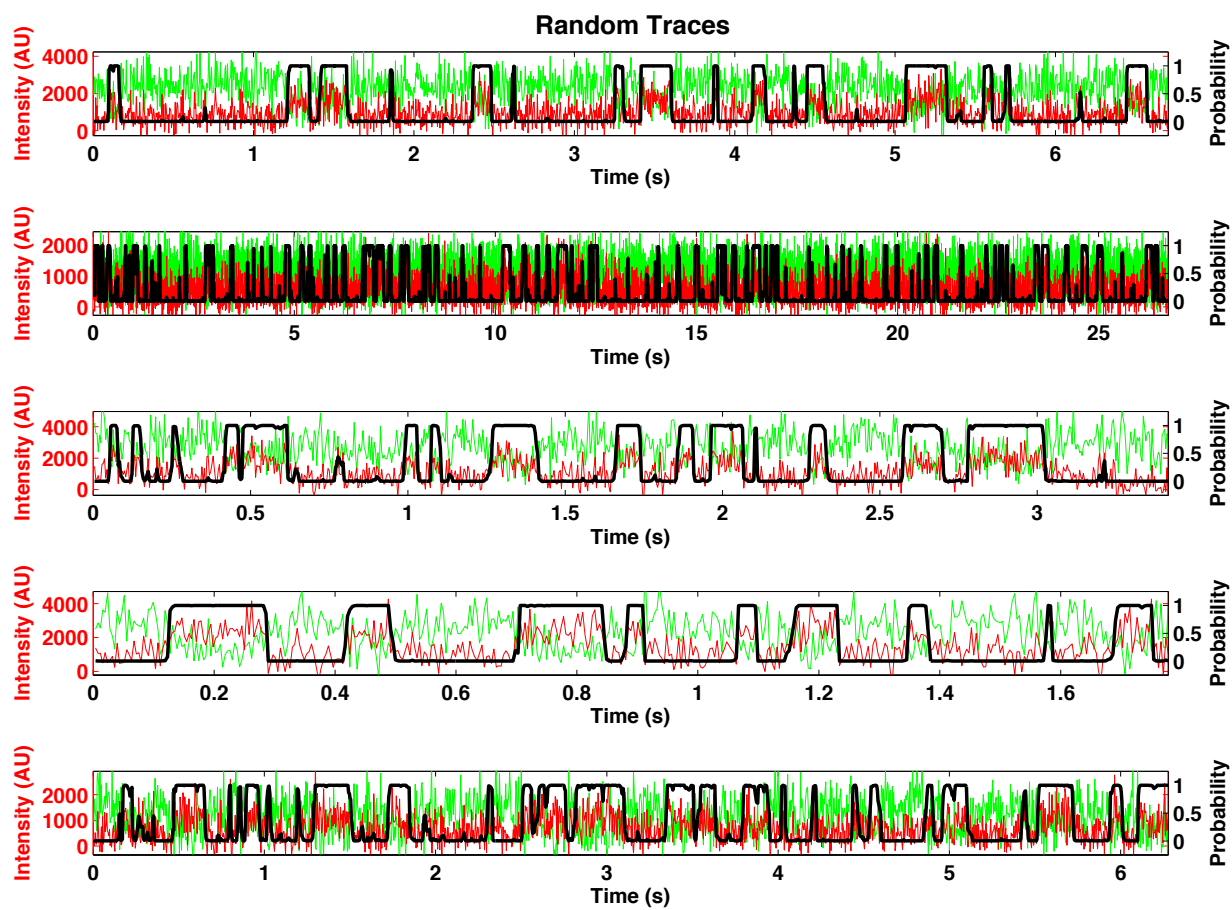 Random Traces
Intensity (AU)
4000
2000
0
1
0.5
0
Probability
0 1 2 3 4 5 6
Time (s)
Intensity (AU)
2000
1000
0
1
0.5
0
Probability
0 5 10 15 20 25
Time (s)
Intensity (AU)
4000
2000
0
1
0.5
0
Probability
0 0.5 1 1.5 2 2.5 3
Time (s)
Intensity (AU)
4000
2000
0
1
0.5
0
Probability
0 0.2 0.4 0.6 0.8 1 1.2 1.4 1.6
Time (s)
Intensity (AU)
2000
1000
0
1
0.5
0
Probability
0 1 2 3 4 5 6
Time (s)